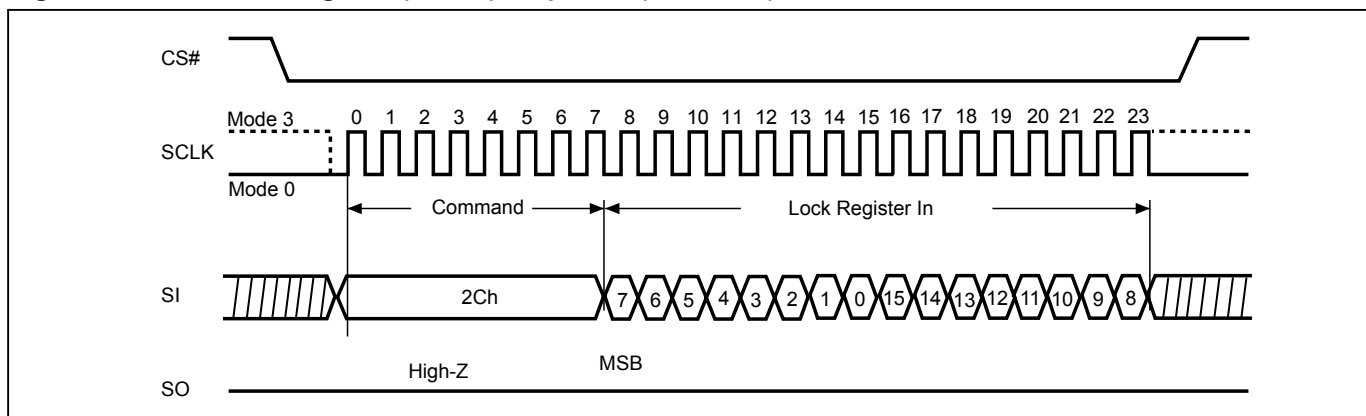 CS#
Mode 3
0 1 2 3 4 5 6 7 8 9 10 11 12 13 14 15 16 17 18 19 20 21 22 23
SCLK
Mode 0
Command
Lock Register In
SI
2Ch
7 6 5 4 3 2 1 0 15 14 13 12 11 10 9 8
High-Z
MSB
SO